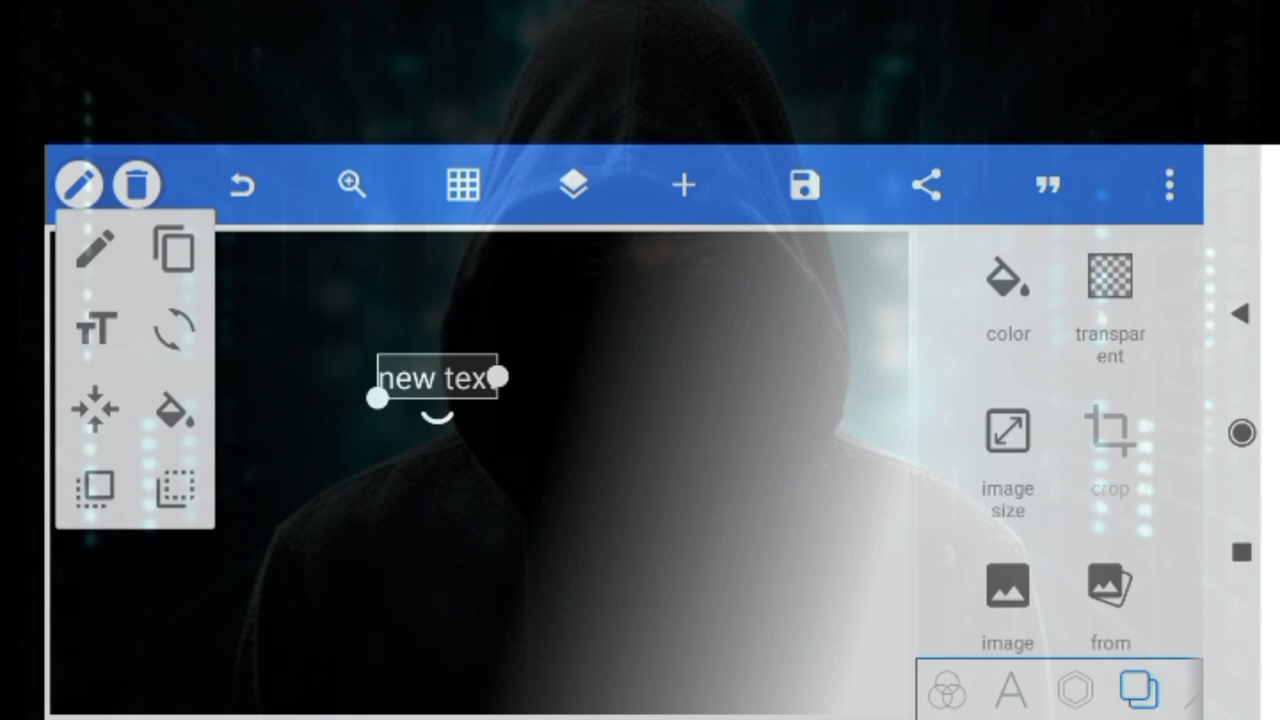 new tex
color
transpar
ent
image
size
crop
image
from